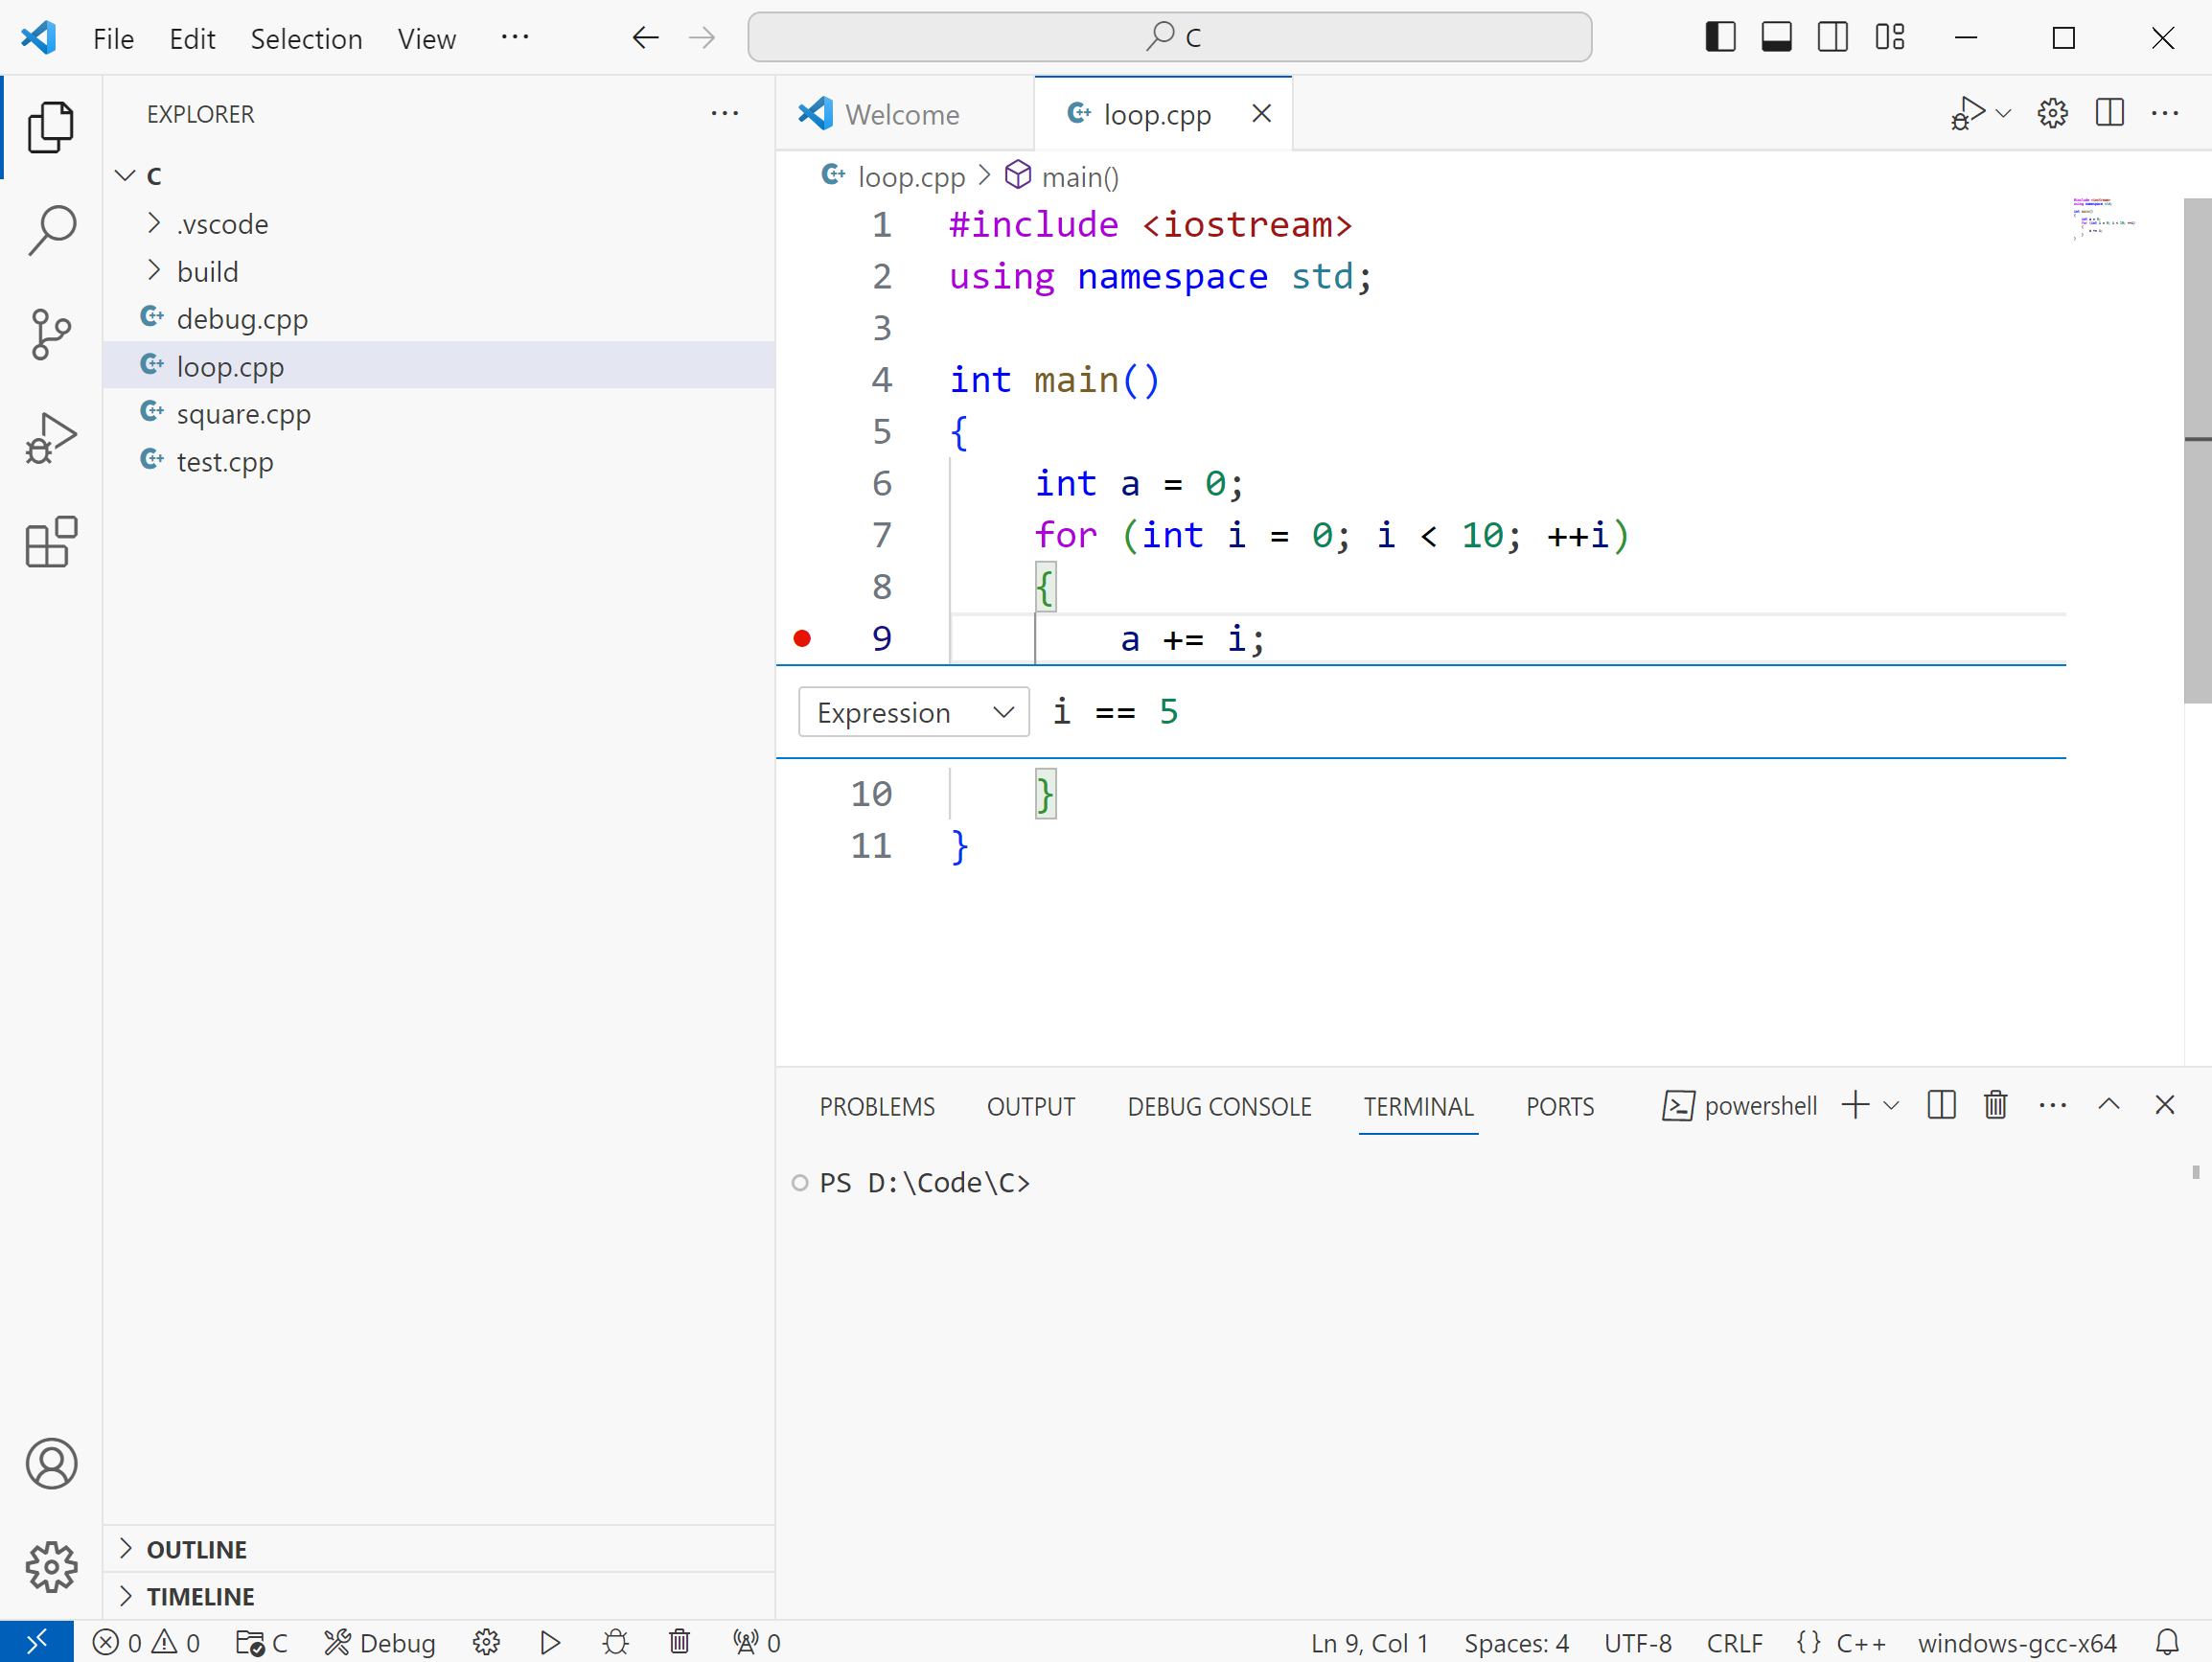 File Edit Selection View ··· C
EXPLORER ···
C
.vscode
build
debug.cpp
loop.cpp
square.cpp
test.cpp
OUTLINE
TIMELINE
Welcome loop.cpp
loop.cpp > main()
1 #include <iostream>
2 using namespace std;
3
4 int main()
5 {
6 int a = 0;
7 for (int i = 0; i < 10; ++i)
8 {
9 a += i;
Expression i == 5
10 }
11 }
PROBLEMS OUTPUT DEBUG CONSOLE TERMINAL PORTS powershell
PS D:\Code\C>
0 0 C Debug 0 Ln 9, Col 1 Spaces: 4 UTF-8 CRLF {} C++ windows-gcc-x64